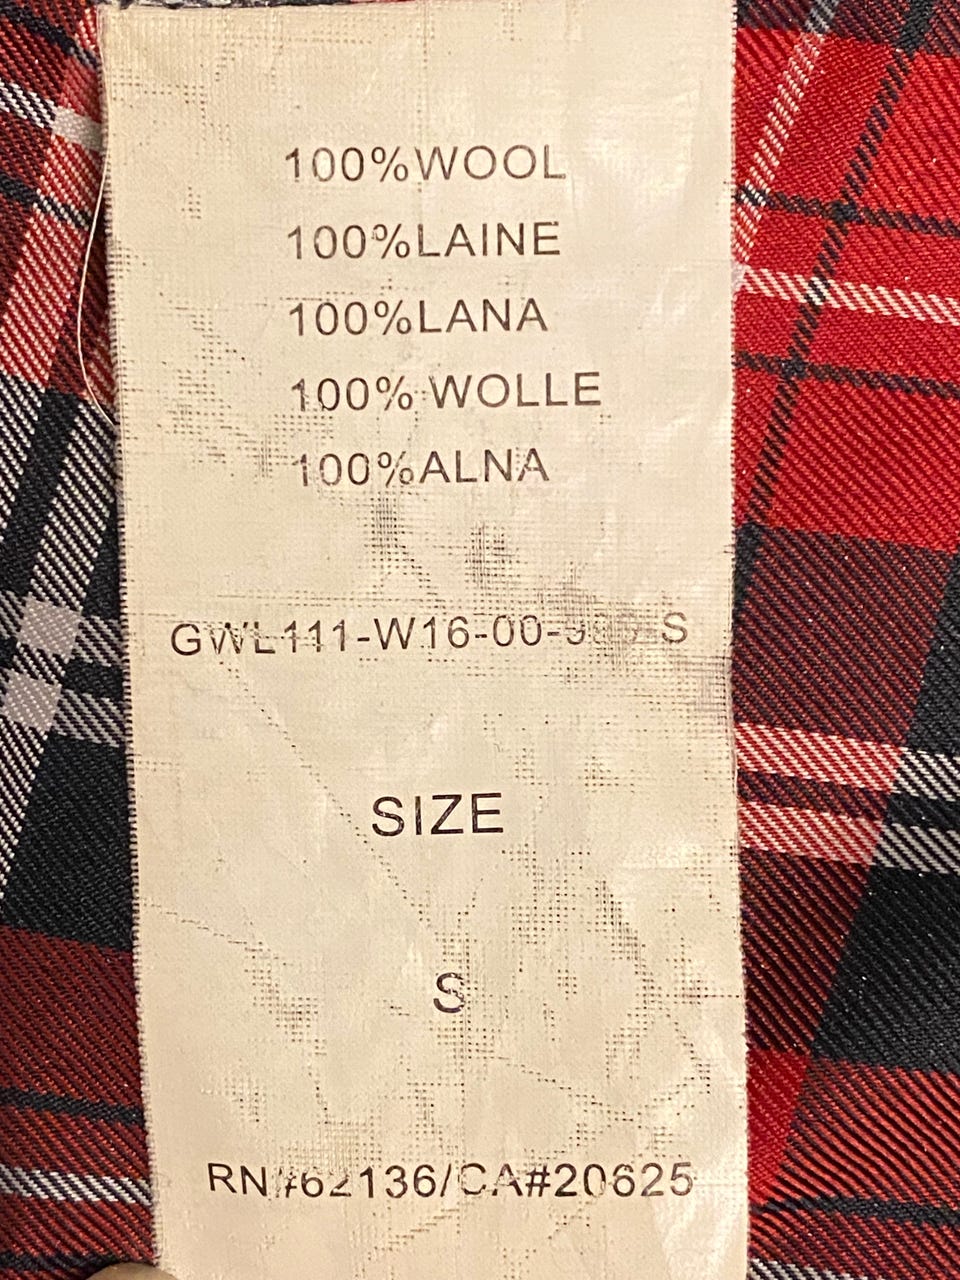 100%WOOL
100%LAINE
100%LANA
100% WOLLE
100%ALNA
GWL111-W16-00- S
SIZE
S
RN#62136/CA#20625